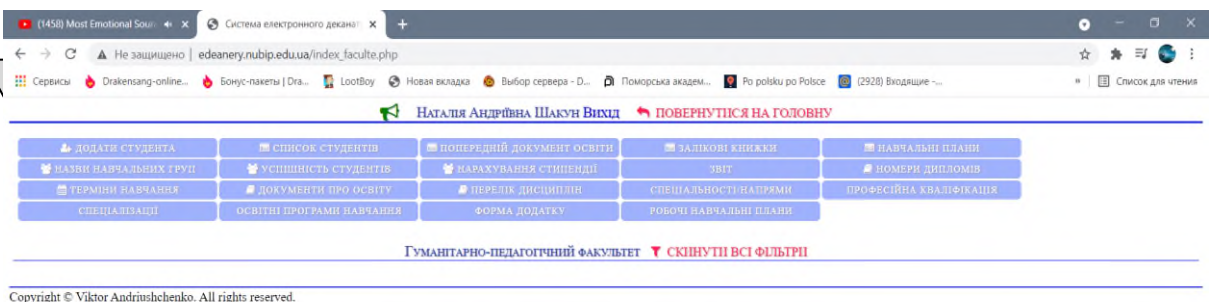 (1458) Most Emotional Soun
Система електронного деканат
Не защищено | edeanery.nubip.edu.ua/index_faculte.php
Сервисы Drakensang-online... Бонус-пакеты | Dra... LootBoy Новая вкладка Выбор сервера - D... Поморська академ... Po polsku po Polsce (2928) Входящие -... » Список для чтения
Наталія Андріївна Шакун Вихід ПОВЕРНУТИСЯ НА ГОЛОВНУ
ДОДАТИ СТУДЕНТА СПИСОК СТУДЕНТІВ ПОПЕРЕДНІЙ ДОКУМЕНТ ОСВІТИ ЗАЛІКОВІ КНИЖКИ НАВЧАЛЬНІ ПЛАНИ
НАЗВИ НАВЧАЛЬНИХ ГРУП УСПІШНІСТЬ СТУДЕНТІВ НАРАХУВАННЯ СТИПЕНДІЇ ЗВІТ НОМЕРИ ДИПЛОМІВ
ТЕРМІНИ НАВЧАННЯ ДОКУМЕНТИ ПРО ОСВІТУ ПЕРЕЛІК ДИСЦИПЛІН СПЕЦІАЛЬНОСТІ/НАПРЯМИ ПРОФЕСІЙНА КВАЛІФІКАЦІЯ
СПЕЦІАЛІЗАЦІЇ ОСВІТНІ ПРОГРАМИ НАВЧАННЯ ФОРМА ДОДАТКУ РОБОЧІ НАВЧАЛЬНІ ПЛАНИ
Гуманітарно-педагогічний факультет СКИНУТИ ВСІ ФІЛЬТРИ
Copyright © Viktor Andriushchenko. All rights reserved.